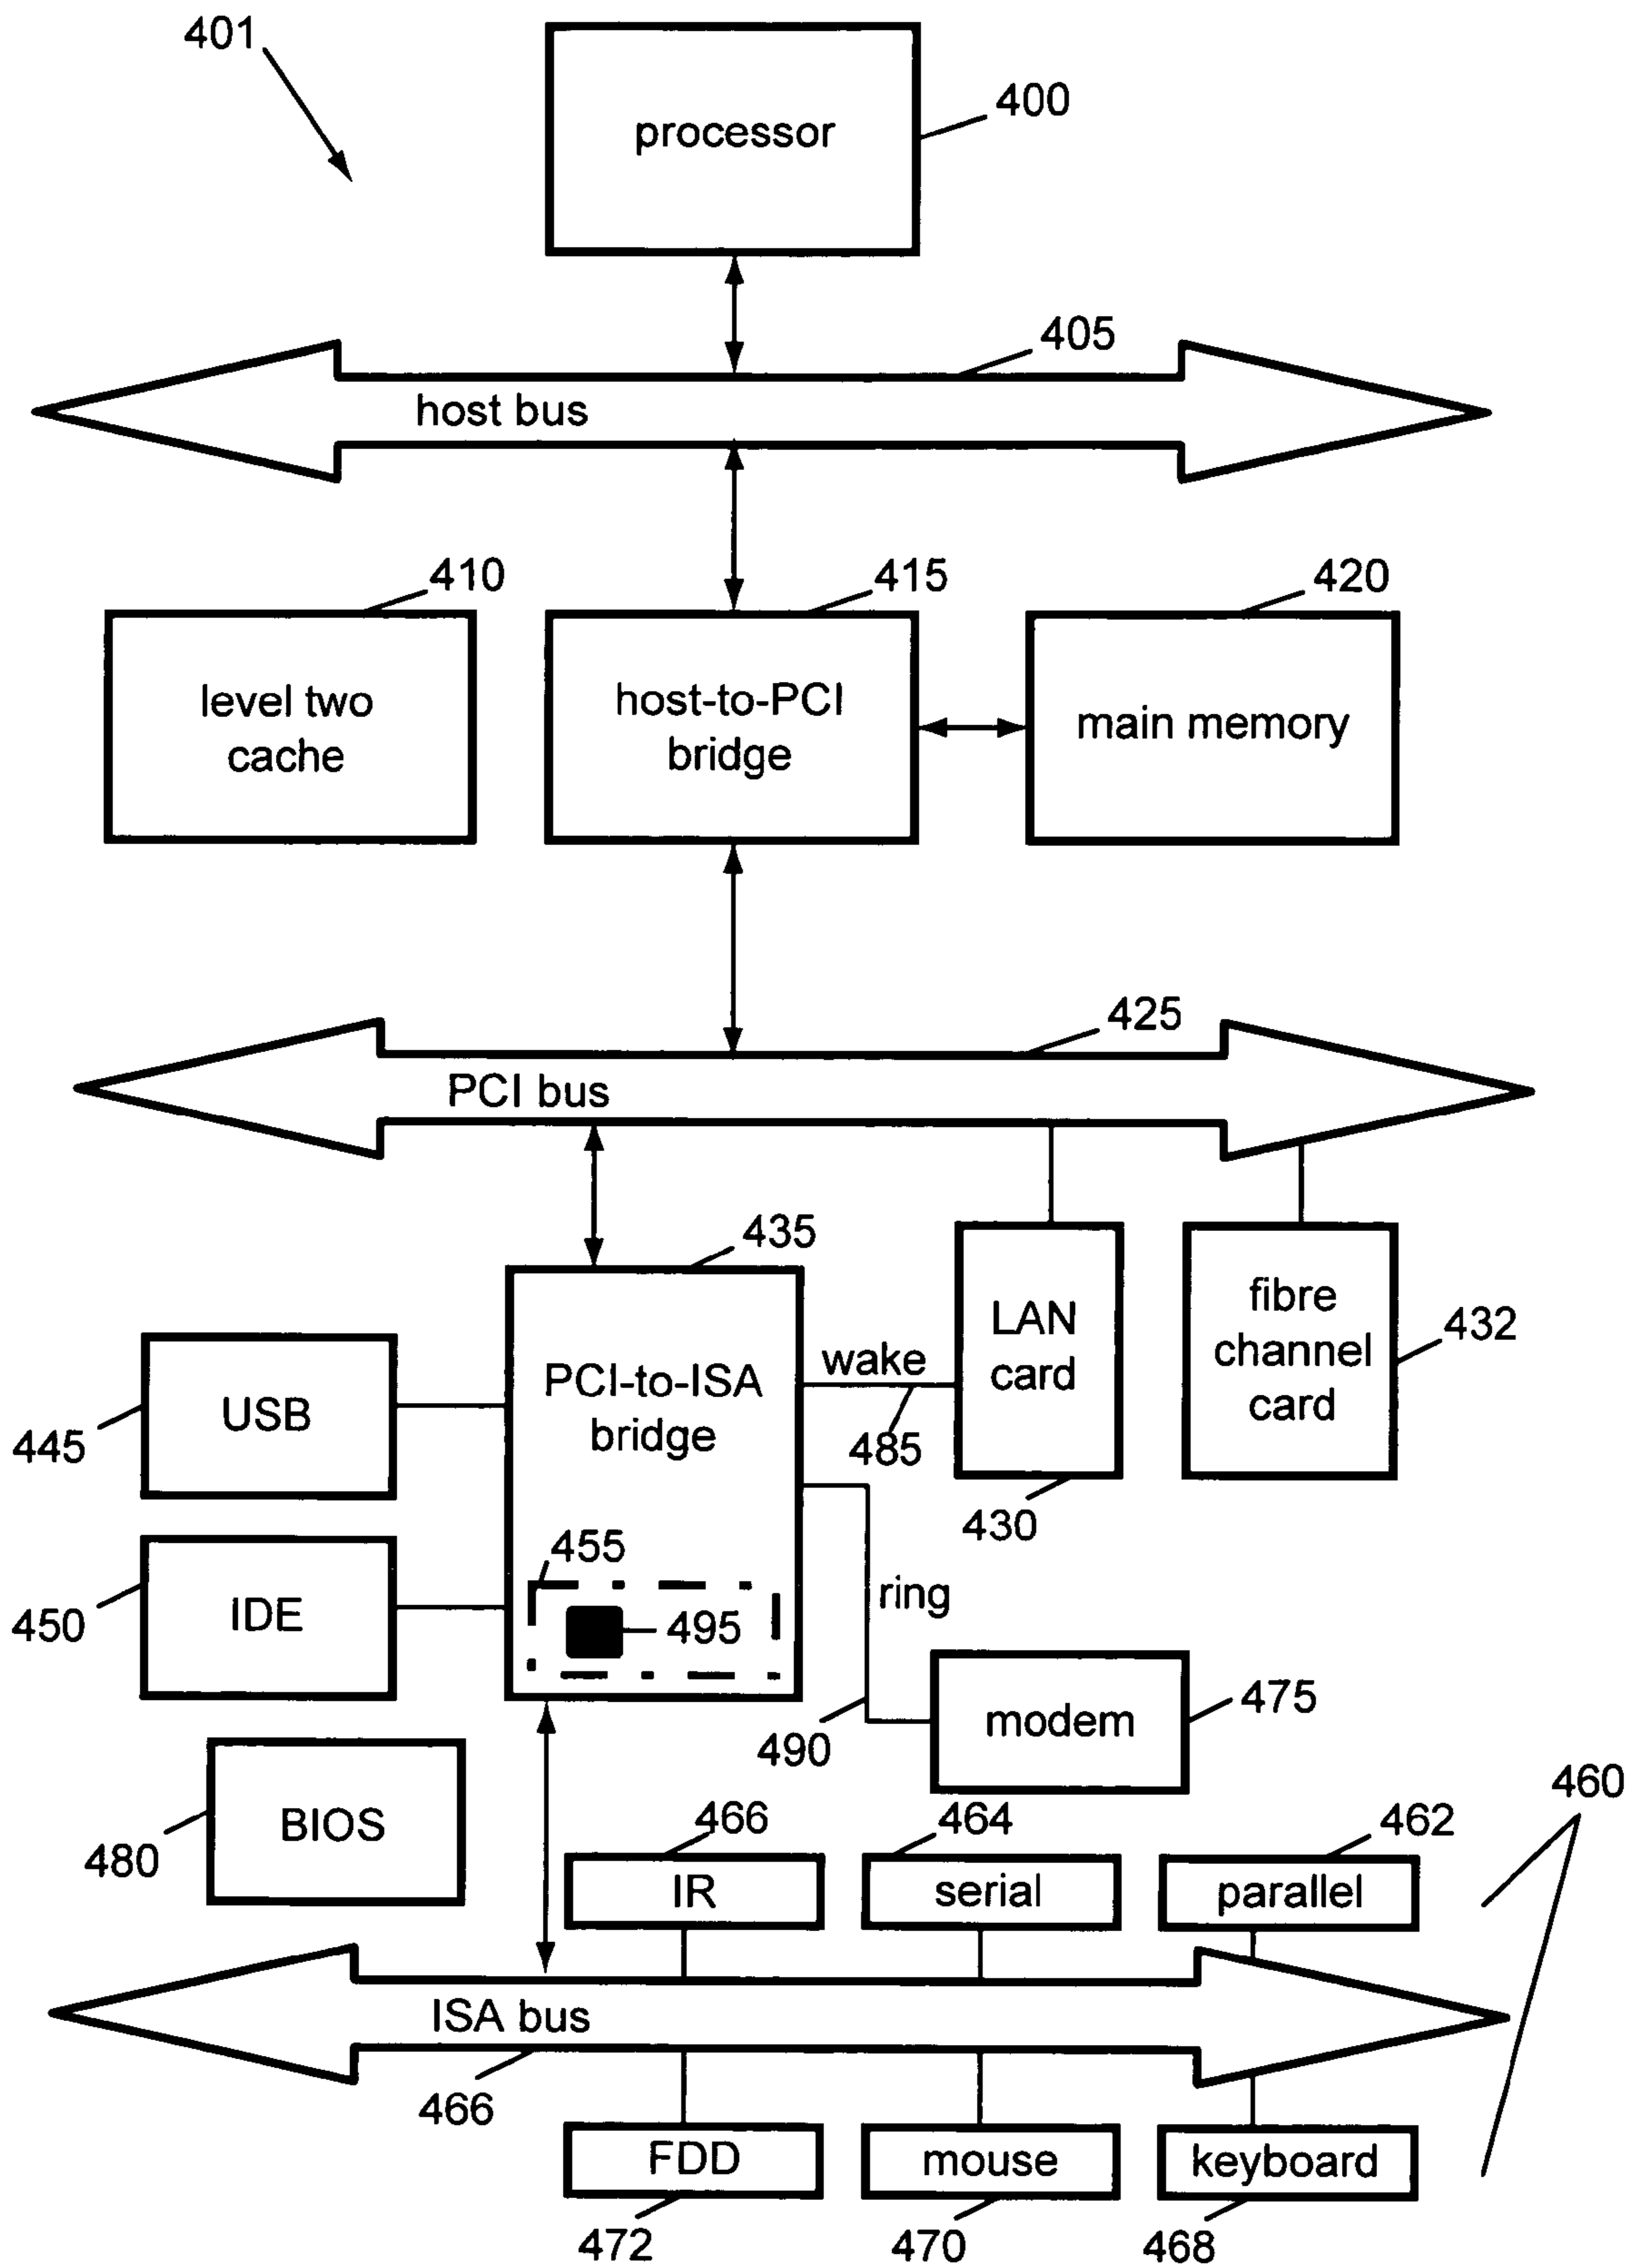 401
400
processor
405
host bus
410
415
420
level two
cache
host-to-PCI
bridge
main memory
425
PCI bus
435
LAN
card
fibre
channel
card
432
USB
445
PCI-to-ISA
bridge
wake
485
430
455
495
IDE
450
ring
490
modem
475
BIOS
480
460
466
464
462
IR
serial
parallel
ISA bus
466
FDD
mouse
keyboard
472
470
468